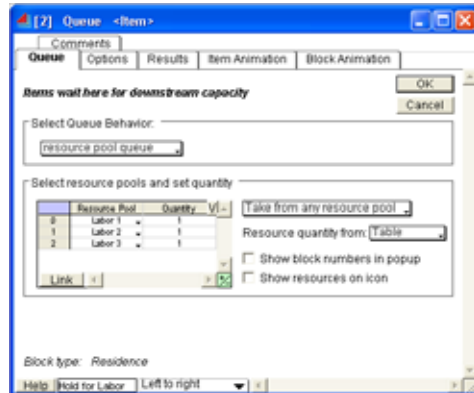 [2] Queue <Item>
Comments
Queue Options Results Item Animation Block Animation
OK
Items wait here for downstream capacity
Cancel
Select Queue Behavior:
resource pool queue
Select resource pools and set quantity
Resource Pool Quantity
Take from any resource pool
0 Labor 1 1
1 Labor 2 1
2 Labor 3 1
Resource quantity from: Table
Show block numbers in popup
Show resources on icon
Link
Block type: Residence
Help Hold for Labor Left to right